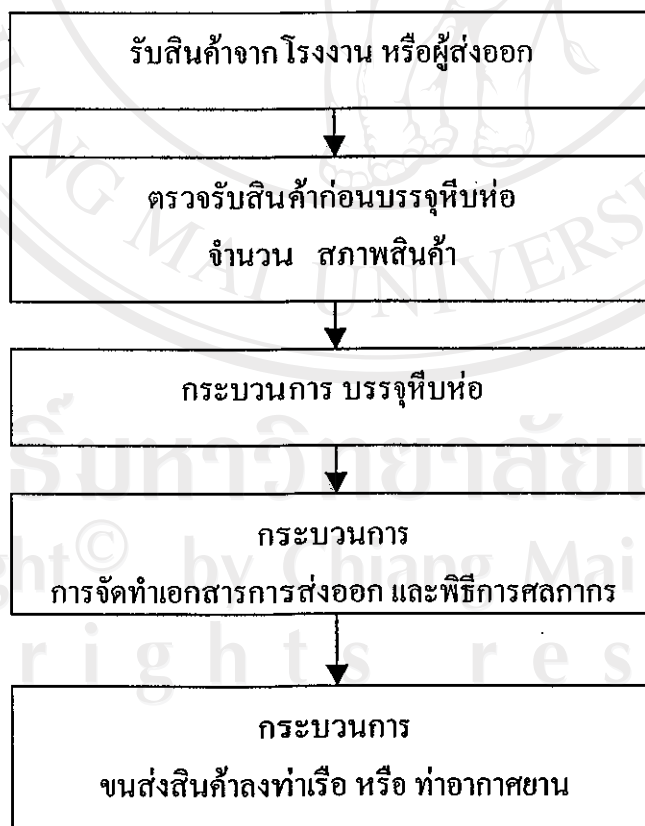 รับสินค้าจากโรงงาน หรือผู้ส่งออก
ตรวจรับสินค้าก่อนบรรจุหีบห่อ
จำนวน สภาพสินค้า
กระบวนการ บรรจุหีบห่อ
กระบวนการ
การจัดทำเอกสารการส่งออก และพิธีการศุลกากร
กระบวนการ
ขนส่งสินค้าลงท่าเรือ หรือ ท่าอากาศยาน